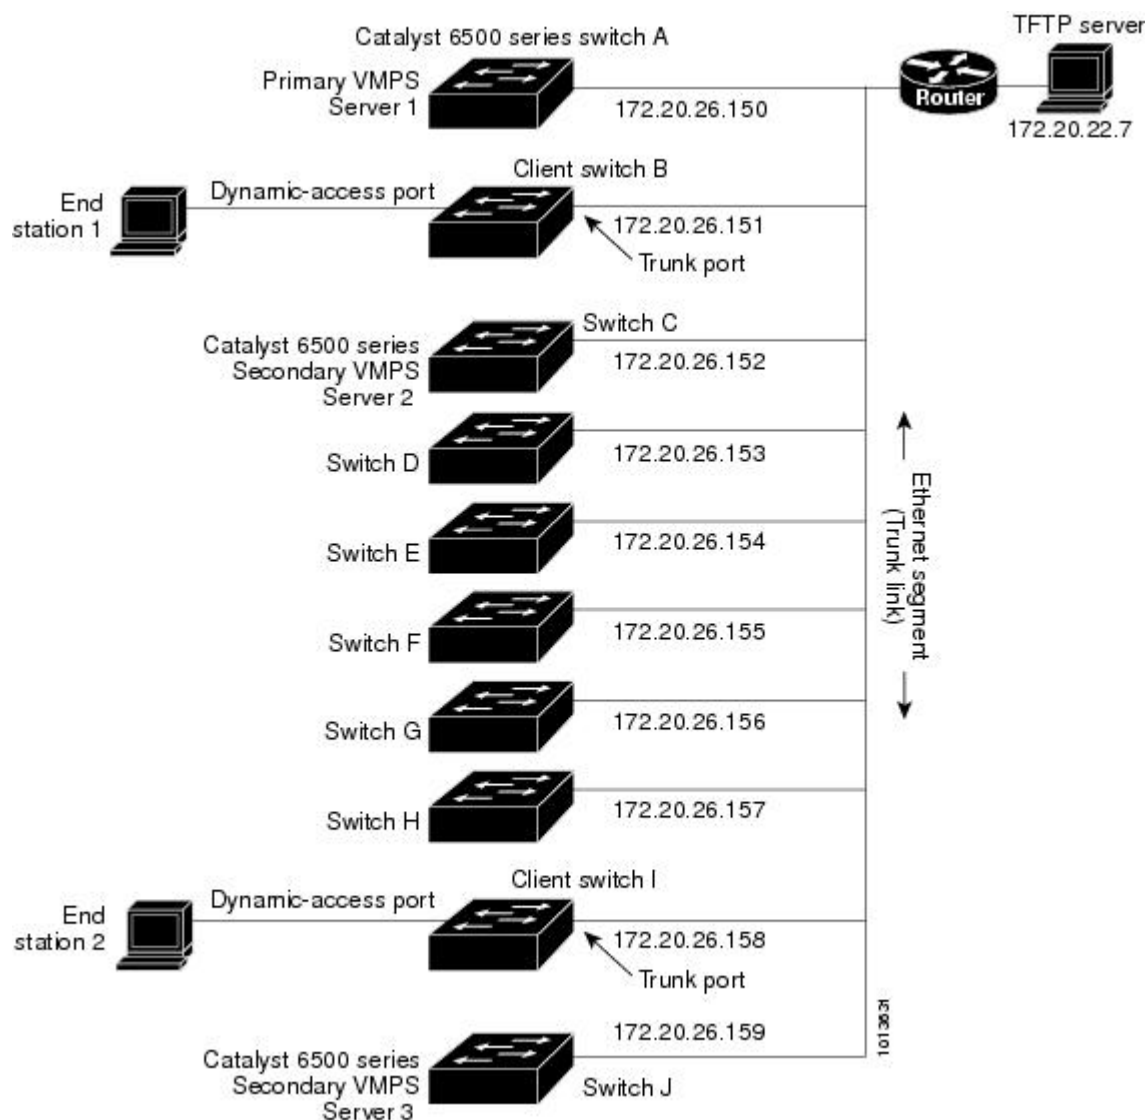 TFTP server
Catalyst 6500 series switch A
Primary VMPS
Server 1
Router
172.20.26.150
172.20.22.7
Client switch B
Dynamic-access port
End
station 1
172.20.26.151
Trunk port
Switch C
Catalyst 6500 series
Secondary VMPS
Server 2
172.20.26.152
Switch D
172.20.26.153
Switch E
172.20.26.154
Ethernet segment
(Trunk link)
Switch F
172.20.26.155
Switch G
172.20.26.156
Switch H
172.20.26.157
Client switch I
Dynamic-access port
End
station 2
172.20.26.158
Trunk port
172.20.26.159
Catalyst 6500 series
Secondary VMPS
Server 3
Switch J